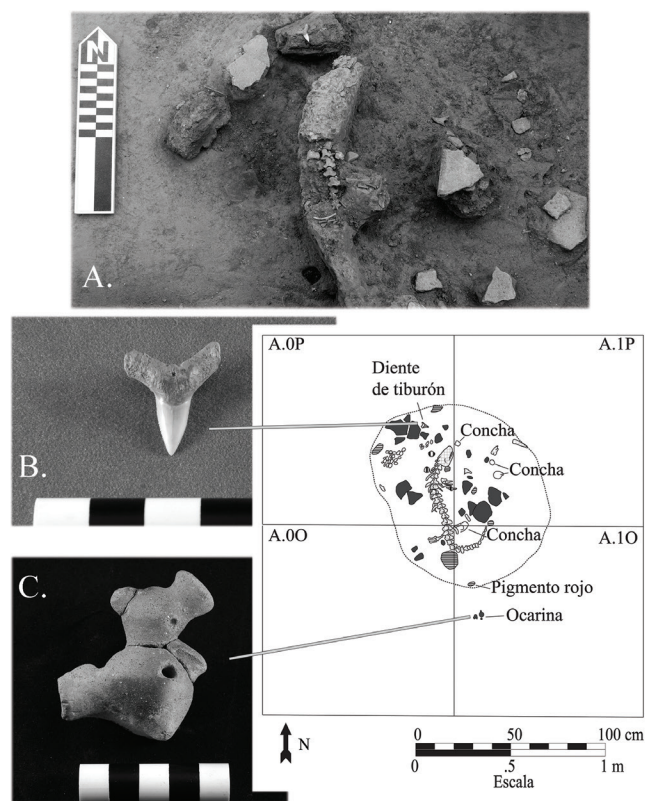 N
A.
B.
C.
A.0P
A.1P
Diente
de tiburón
Concha
Concha
A.0O
Concha
A.1O
Pigmento rojo
Ocarina
N
0 50 100 cm
0 .5 1 m
Escala